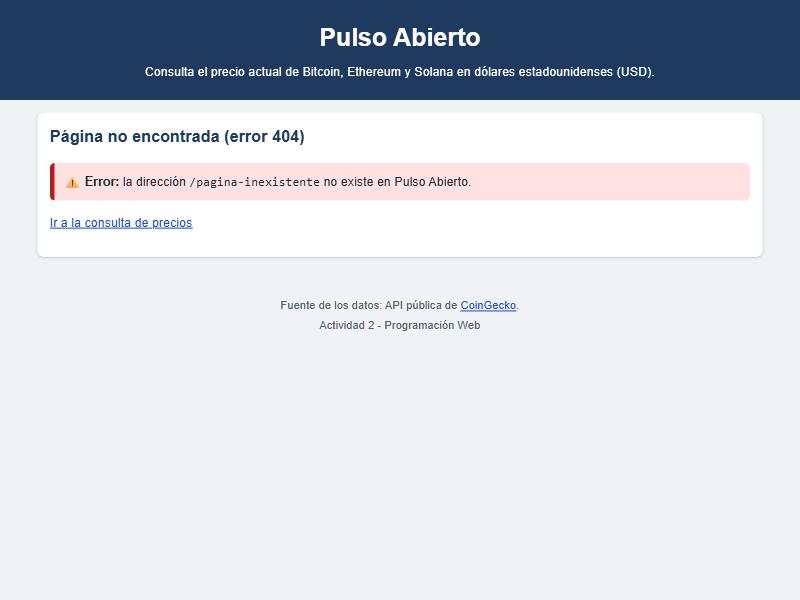 Pulso Abierto
Consulta el precio actual de Bitcoin, Ethereum y Solana en dólares estadounidenses (USD).
Página no encontrada (error 404)
⚠️ Error: la dirección /pagina-inexistente no existe en Pulso Abierto.
Ir a la consulta de precios
Fuente de los datos: API pública de CoinGecko.
Actividad 2 - Programación Web